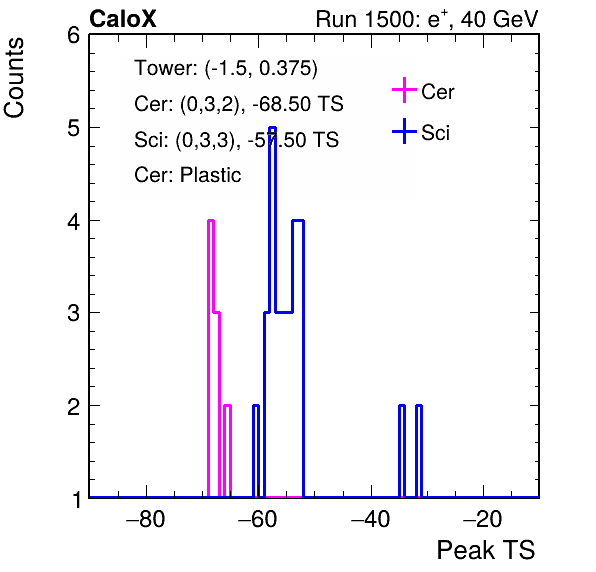 CaloX Run 1500: e⁺, 40 GeV
Counts
6
5
4
3
2
1
Tower: (-1.5, 0.375)
Cer: (0,3,2), -68.50 TS
Sci: (0,3,3), -57.50 TS
Cer: Plastic
Cer
Sci
−80 −60 −40 −20
Peak TS